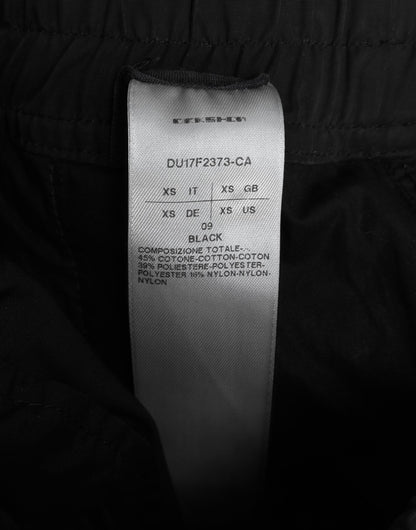 DRKSHDW
DU17F2373-CA
XS IT XS GB
XS DE XS US
09
BLACK
COMPOSIZIONE TOTALE-
45% COTONE-COTTON-COTON
39% POLIESTERE-POLYESTER-
POLYESTER 16% NYLON-NYLON-
NYLON